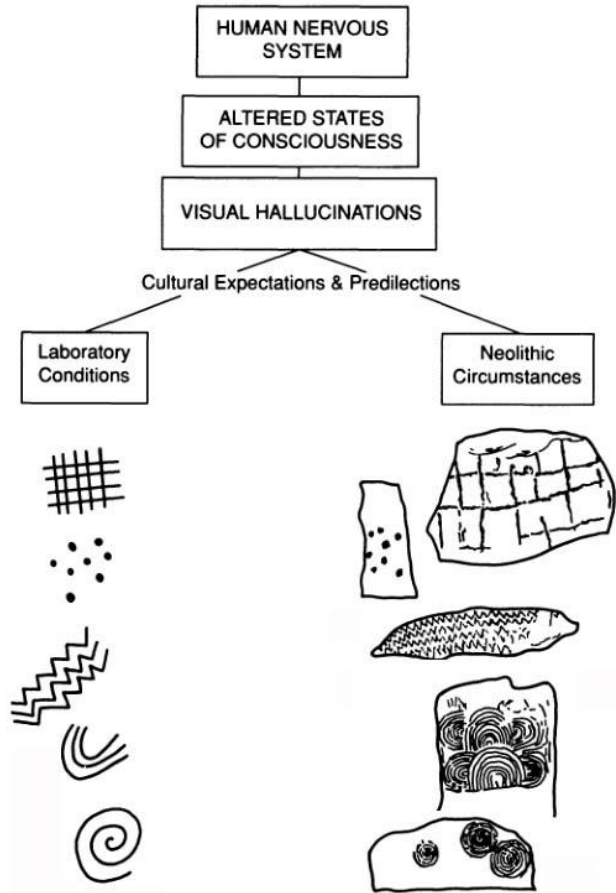 HUMAN NERVOUS
SYSTEM
ALTERED STATES
OF CONSCIOUSNESS
VISUAL HALLUCINATIONS
Cultural Expectations & Predilections
Laboratory
Conditions
Neolithic
Circumstances